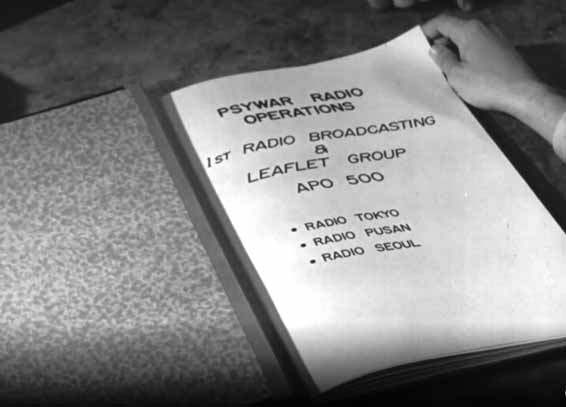 PSYWAR RADIO
OPERATIONS
1ST RADIO BROADCASTING
&
LEAFLET GROUP
APO 500
• RADIO TOKYO
• RADIO PUSAN
• RADIO SEOUL